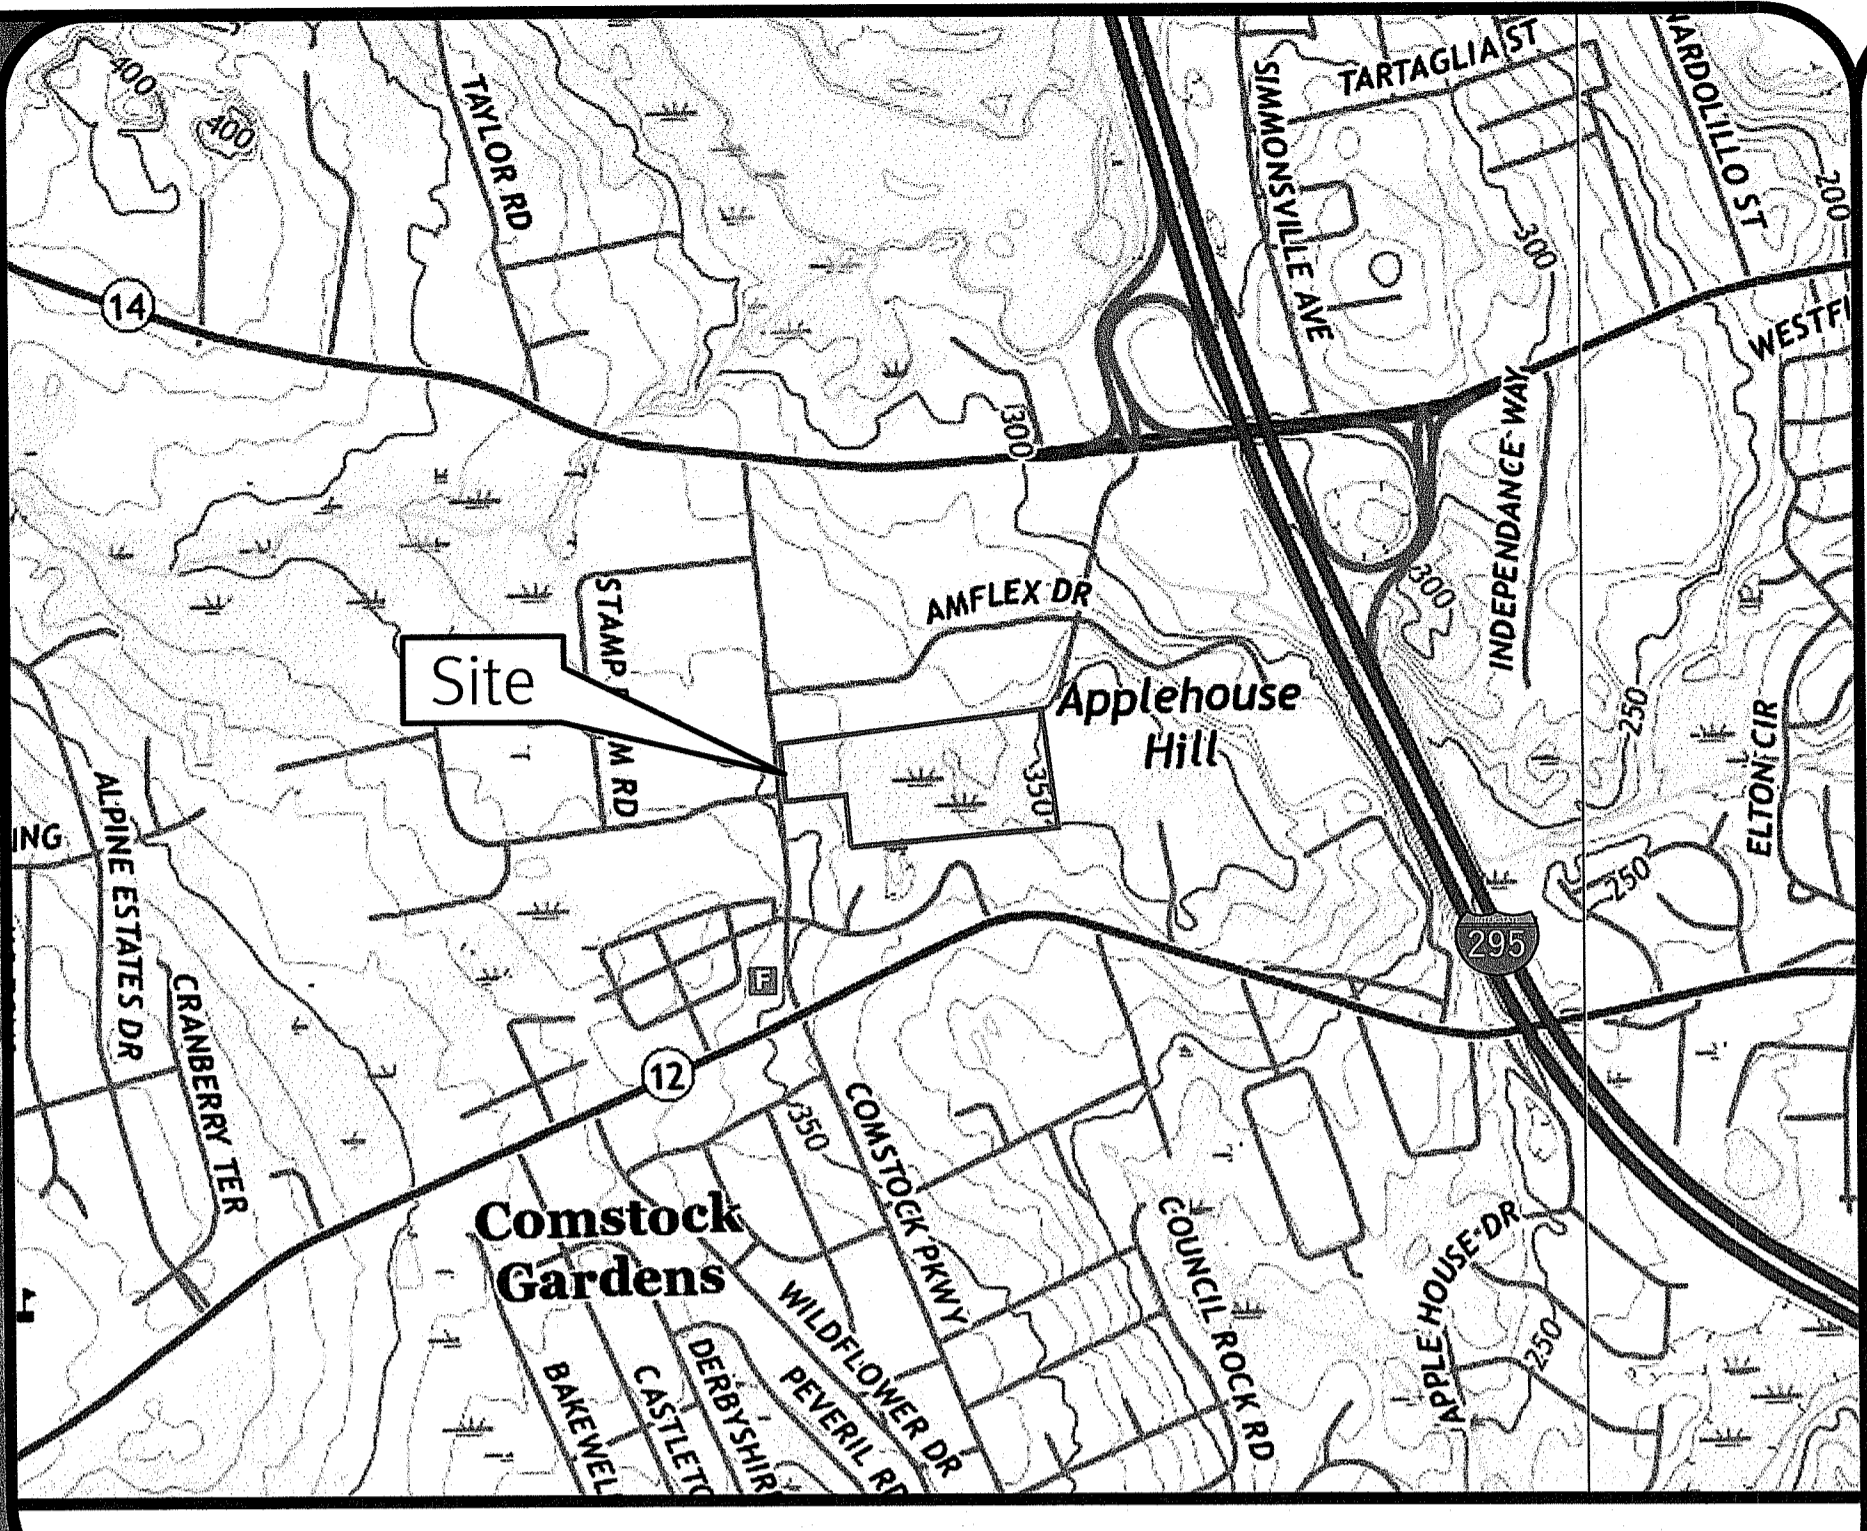 400
400
TAYLOR RD
SIMMONSVILLE AVE
TARTAGLIA ST
NARDOLILLO ST
200
300
14
WESTFI
300
INDEPENDANCE WAY
300
STAMP
M RD
AMFLEX DR
Site
Applehouse
Hill
350
250
ELTON CIR
ING
ALPINE ESTATES DR
250
295
F
CRANBERRY TER
12
350
COMSTOCK PKWY
Comstock
Gardens
COUNCIL ROCK RD
APPLE HOUSE DR
250
WILDFLOWER DR
PEVERIL RD
DERBYSHIR
CASTLETO
BAKEWEL